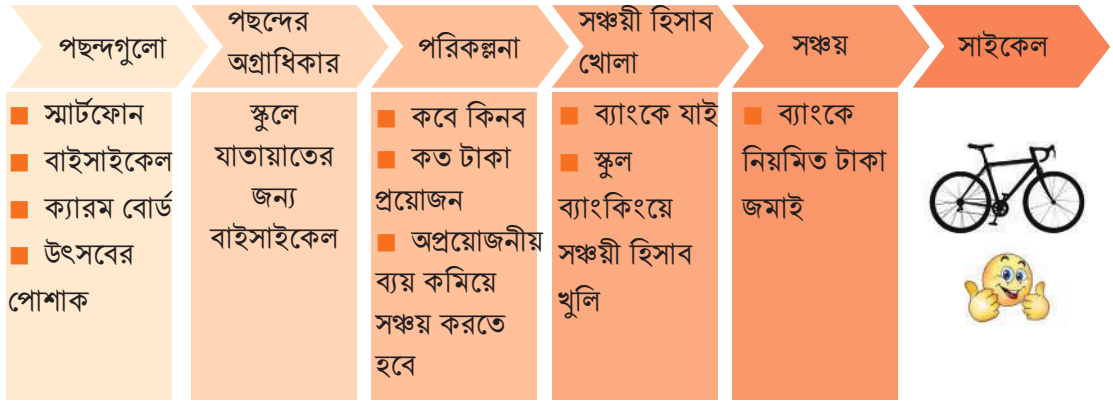 পছন্দগুলো
পছন্দের
অগ্রাধিকার
পরিকল্পনা
সঞ্চয়ী হিসাব
খোলা
সঞ্চয়
সাইকেল
■ স্মার্টফোন
■ বাইসাইকেল
■ ক্যারম বোর্ড
■ উৎসবের
পোশাক
স্কুলে
যাতায়াতের
জন্য
বাইসাইকেল
■ কবে কিনব
■ কত টাকা
প্রয়োজন
■ অপ্রয়োজনীয়
ব্যয় কমিয়ে
সঞ্চয় করতে
হবে
■ ব্যাংকে যাই
■ স্কুল
ব্যাংকিংয়ে
সঞ্চয়ী হিসাব
খুলি
■ ব্যাংকে
নিয়মিত টাকা
জমাই